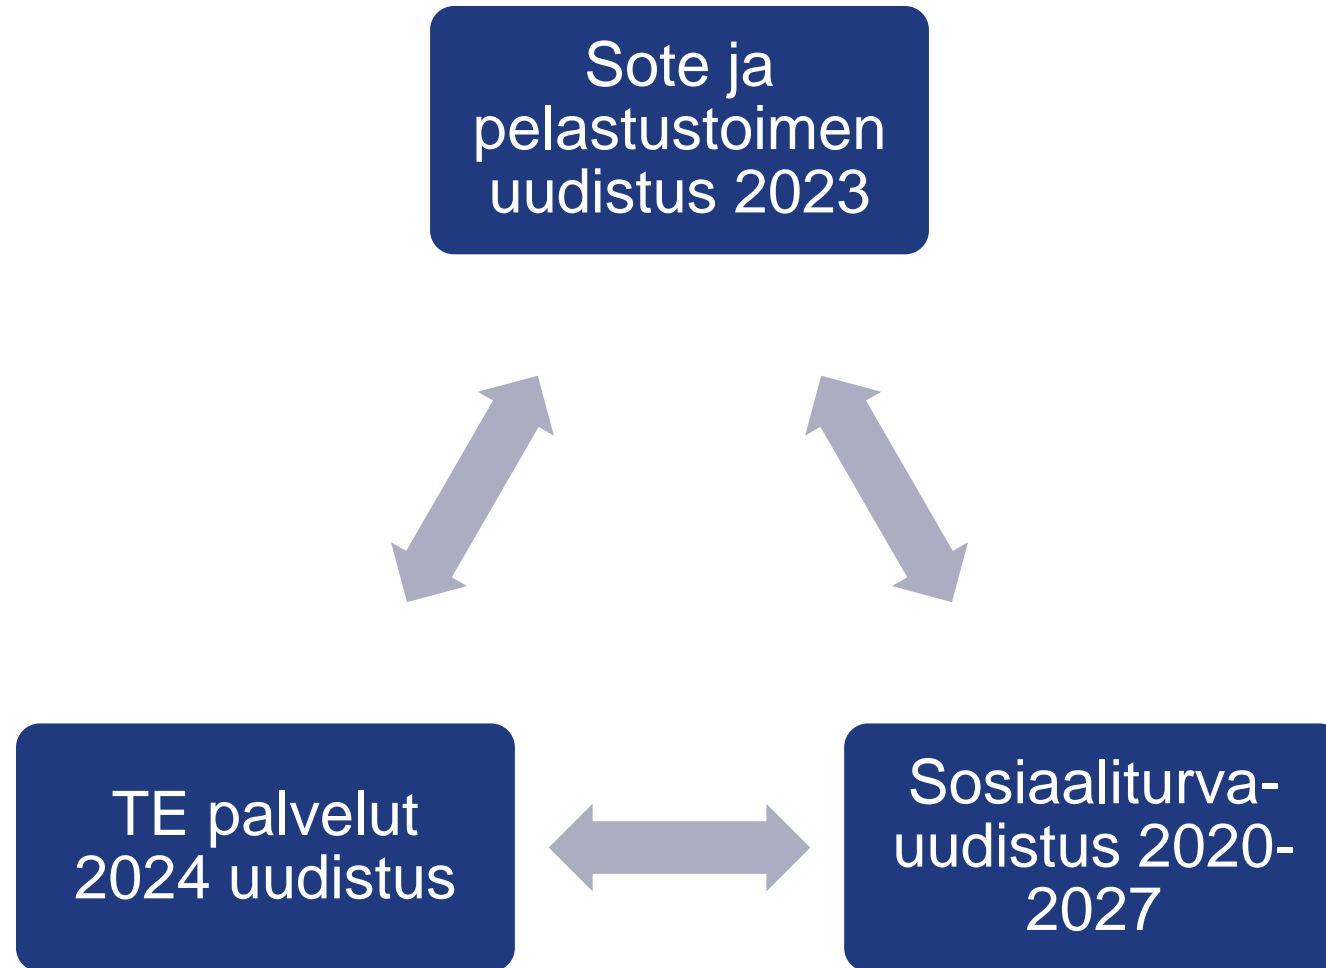 Sote ja
pelastustoimen
uudistus 2023
TE palvelut
2024 uudistus
Sosiaaliturva-
uudistus 2020-
2027